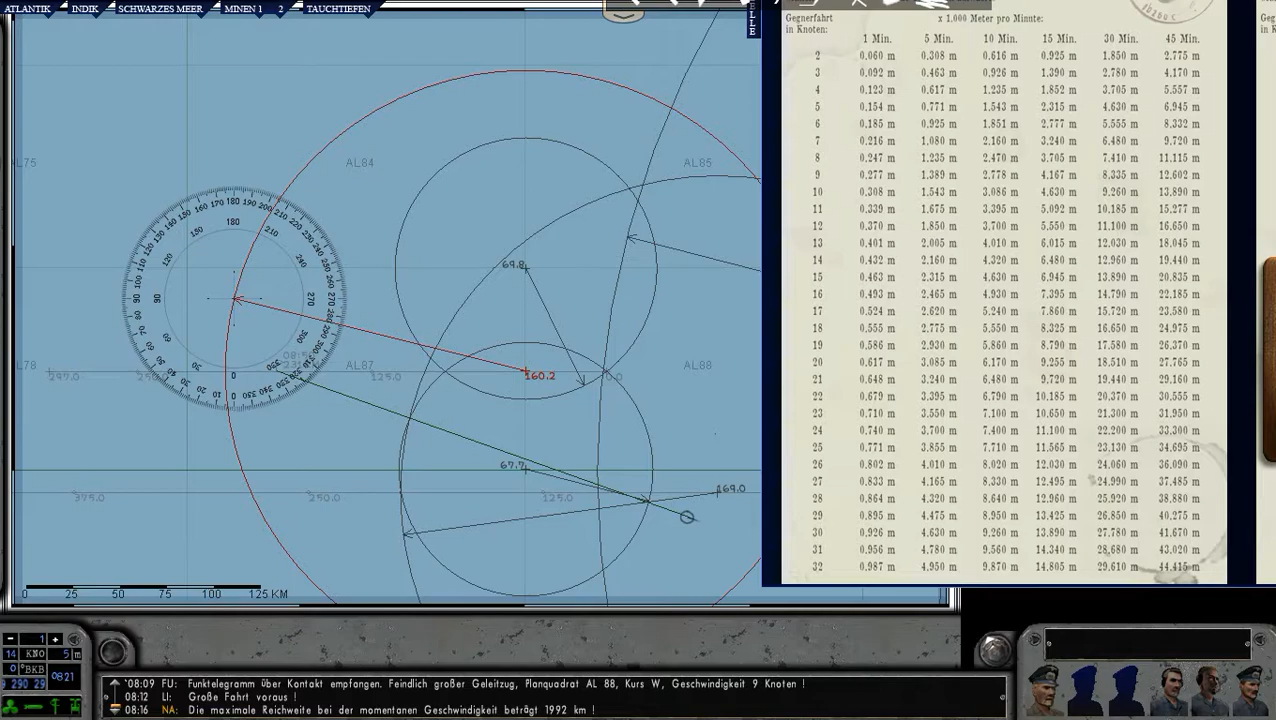 ATLANTIK INDIK SCHWARZES MEER MINEN 1 2 TAUCHTIEFEN
ELLE
Gegnerfahrt
in Knoten:
x 1.000 Meter pro Minute:
1 Min. 5 Min. 10 Min. 15 Min. 30 Min. 45 Min.
2 0.060 m 0.308 m 0.616 m 0.925 m 1.850 m 2.775 m
3 0.092 m 0.463 m 0.926 m 1.390 m 2.780 m 4.170 m
4 0.123 m 0.617 m 1.235 m 1.852 m 3.705 m 5.557 m
5 0.154 m 0.771 m 1.543 m 2.315 m 4.630 m 6.945 m
6 0.185 m 0.925 m 1.851 m 2.777 m 5.555 m 8.332 m
7 0.216 m 1.080 m 2.160 m 3.240 m 6.480 m 9.720 m
8 0.247 m 1.235 m 2.470 m 3.705 m 7.410 m 11.115 m
9 0.277 m 1.389 m 2.778 m 4.167 m 8.335 m 12.602 m
10 0.308 m 1.543 m 3.086 m 4.630 m 9.260 m 13.890 m
11 0.339 m 1.675 m 3.395 m 5.092 m 10.185 m 15.277 m
12 0.370 m 1.850 m 3.700 m 5.550 m 11.100 m 16.650 m
13 0.401 m 2.005 m 4.010 m 6.015 m 12.030 m 18.045 m
14 0.432 m 2.160 m 4.320 m 6.480 m 12.960 m 19.440 m
15 0.463 m 2.315 m 4.630 m 6.945 m 13.890 m 20.835 m
16 0.493 m 2.465 m 4.930 m 7.395 m 14.790 m 22.185 m
17 0.524 m 2.620 m 5.240 m 7.860 m 15.720 m 23.580 m
18 0.555 m 2.775 m 5.550 m 8.325 m 16.650 m 24.975 m
19 0.586 m 2.930 m 5.860 m 8.790 m 17.580 m 26.370 m
20 0.617 m 3.085 m 6.170 m 9.255 m 18.510 m 27.765 m
21 0.648 m 3.240 m 6.480 m 9.720 m 19.440 m 29.160 m
22 0.679 m 3.395 m 6.790 m 10.185 m 20.370 m 30.555 m
23 0.710 m 3.550 m 7.100 m 10.650 m 21.300 m 31.950 m
24 0.740 m 3.700 m 7.400 m 11.100 m 22.200 m 33.300 m
25 0.771 m 3.855 m 7.710 m 11.565 m 23.130 m 34.695 m
26 0.802 m 4.010 m 8.020 m 12.030 m 24.060 m 36.090 m
27 0.833 m 4.165 m 8.330 m 12.495 m 24.990 m 37.485 m
28 0.864 m 4.320 m 8.640 m 12.960 m 25.920 m 38.880 m
29 0.895 m 4.475 m 8.950 m 13.425 m 26.850 m 40.275 m
30 0.926 m 4.630 m 9.260 m 13.890 m 27.780 m 41.670 m
31 0.956 m 4.780 m 9.560 m 14.340 m 28.680 m 43.020 m
32 0.987 m 4.950 m 9.870 m 14.805 m 29.610 m 44.415 m
AL75 AL84 AL85
69.8
AL78 AL87 AL88
125.0 160.2
67.7 169.0
375.0 250.0 125.0
0 25 50 75 100 125 KM
- 1 +
14 KNO 5 m
0 °BKB
290 25 0821
'08:09 FU: Funktelegramm über Kontakt empfangen. Feindlich großer Geleitzug, Planquadrat AL 88, Kurs W, Geschwindigkeit 9 Knoten !
'08:12 LI: Große Fahrt voraus !
'08:16 NA: Die maximale Reichweite bei der momentanen Geschwindigkeit beträgt 1992 km !